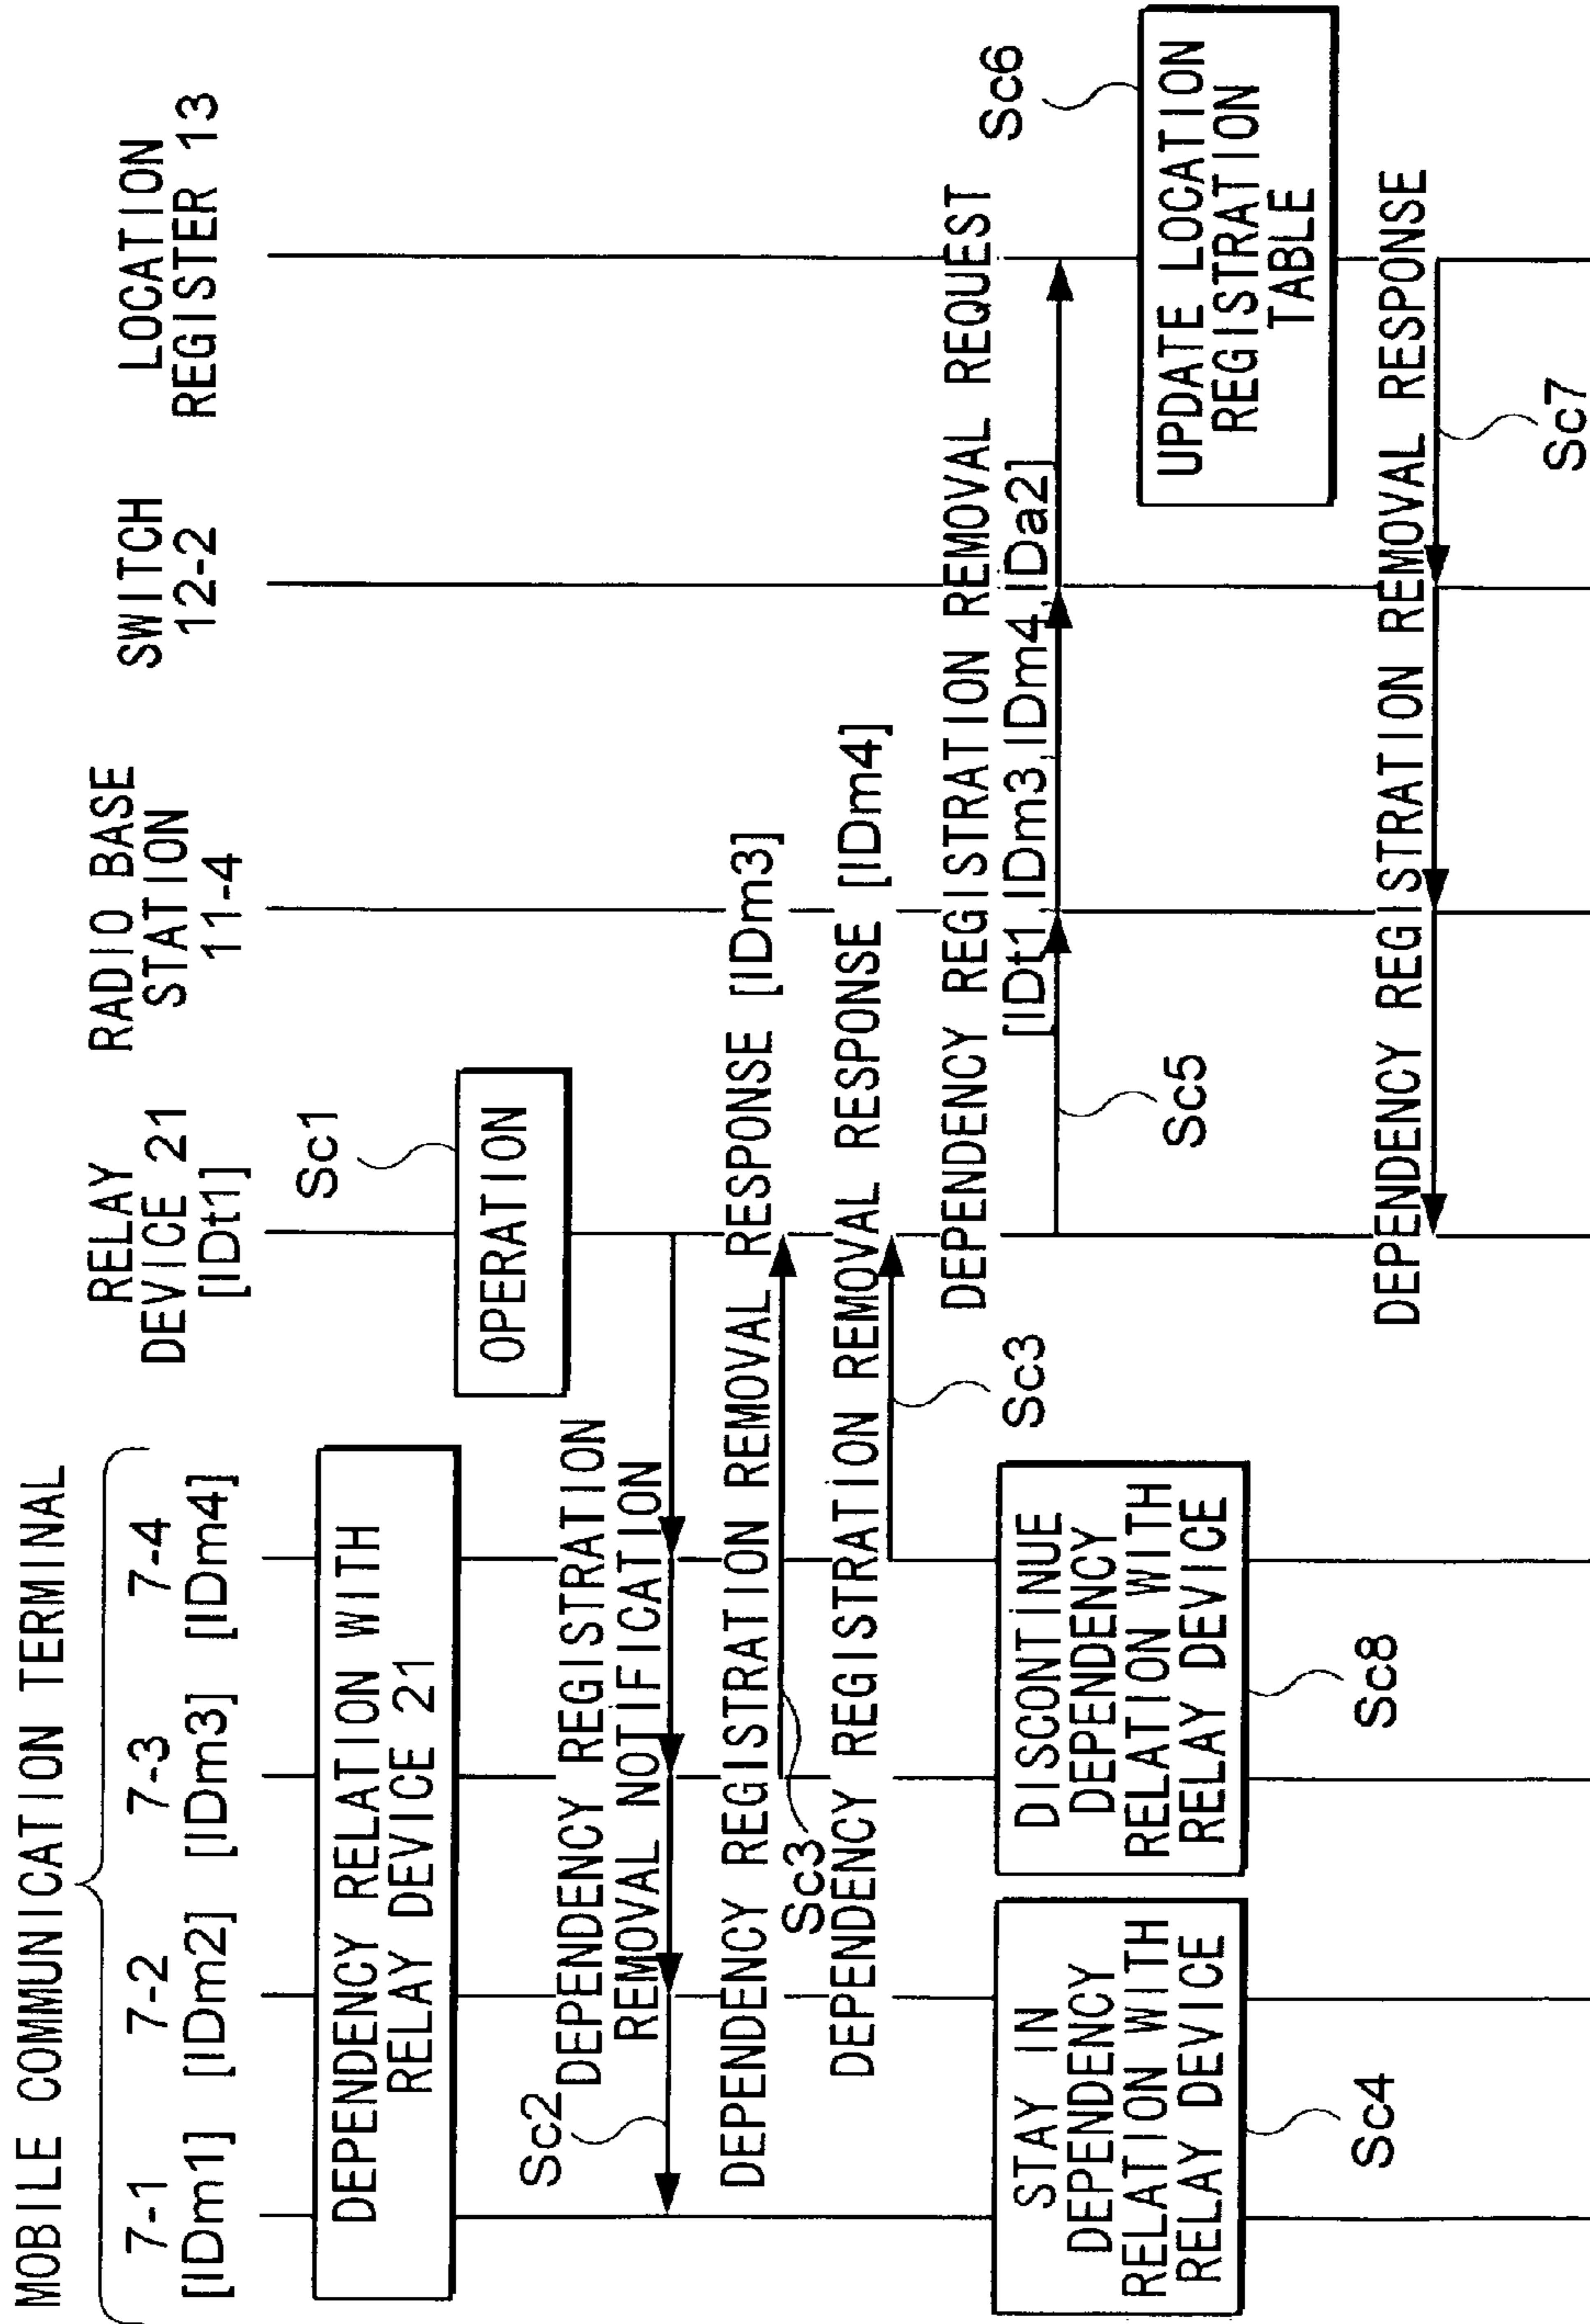 MOBILE COMMUNICATION TERMINAL
7-1
[IDm1]
7-2
[IDm2]
7-3
[IDm3]
7-4
[IDm4]
RELAY
DEVICE 21
[IDt1]
RADIO BASE
STATION
11-4
SWITCH
12-2
LOCATION
REGISTER 13
DEPENDENCY RELATION WITH
RELAY DEVICE 21
Sc1
OPERATION
Sc2
DEPENDENCY REGISTRATION
REMOVAL NOTIFICATION
DEPENDENCY REGISTRATION REMOVAL RESPONSE [IDm3]
Sc3
DEPENDENCY REGISTRATION REMOVAL RESPONSE [IDm4]
Sc3
STAY IN
DEPENDENCY
RELATION WITH
RELAY DEVICE
Sc4
DISCONTINUE
DEPENDENCY
RELATION WITH
RELAY DEVICE
Sc8
DEPENDENCY REGISTRATION REMOVAL REQUEST
[IDt1 IDm3,IDm4,IDa2]
Sc5
Sc6
UPDATE LOCATION
REGISTRATION
TABLE
DEPENDENCY REGISTRATION REMOVAL RESPONSE
Sc7